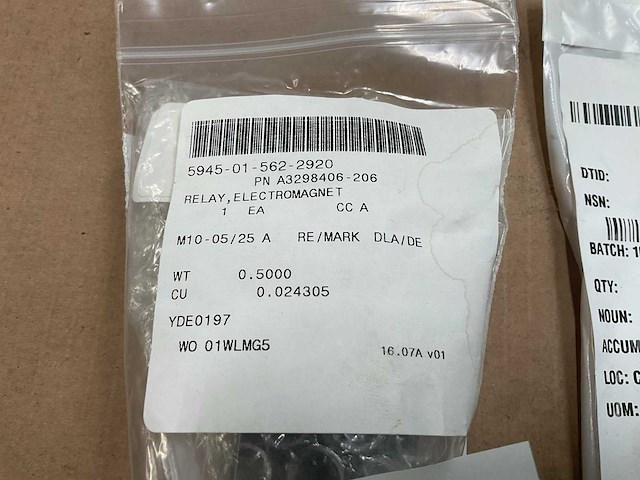 5945-01-562-2920
PN A3298406-206
RELAY,ELECTROMAGNET
1 EA CC A
M10-05/25 A RE/MARK DLA/DE
WT 0.5000
CU 0.024305
YDE0197
WO 01WLMG5
16.07A v01
DTID:
NSN:
BATCH:
QTY:
NOUN:
ACCUM
LOC: C
UOM: